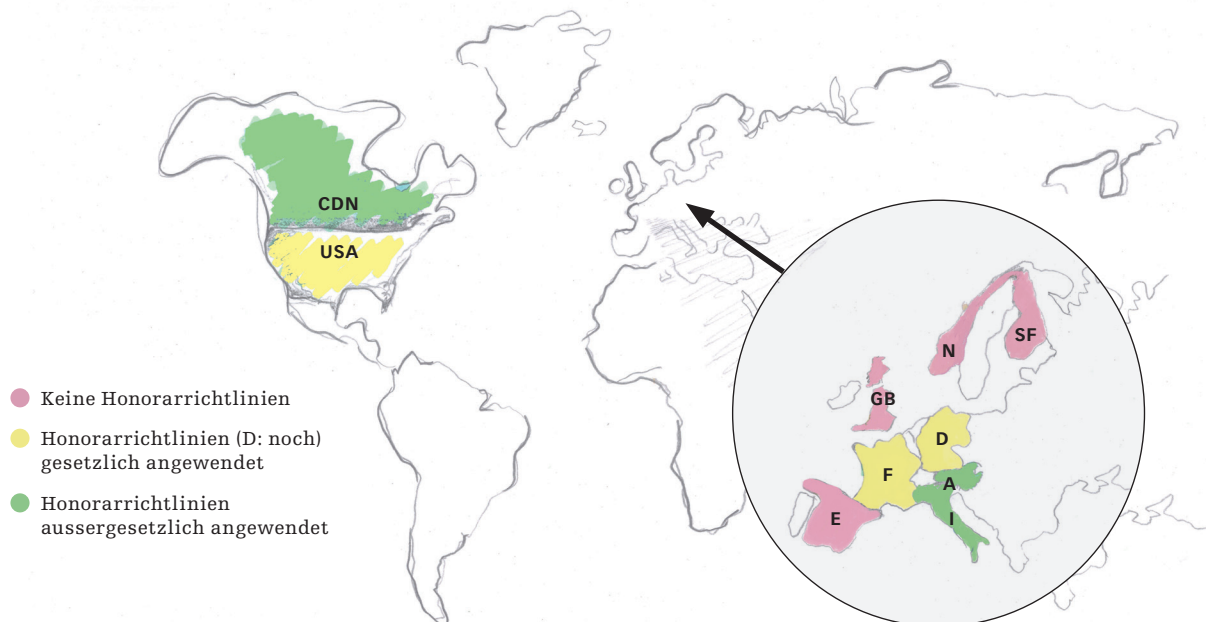 CDN
USA
Keine Honorarrichtlinien
Honorarrichtlinien (D: noch)
gesetzlich angewendet
Honorarrichtlinien
aussergesetzlich angewendet
N
SF
GB
D
F
A
E
I